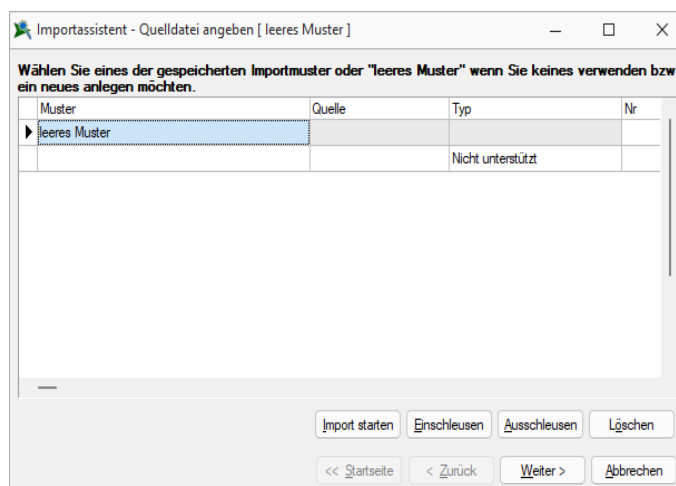 Importassistent - Quelldatei angeben [ leeres Muster ]
Wählen Sie eines der gespeicherten Importmuster oder "leeres Muster" wenn Sie keines verwenden bzw
ein neues anlegen möchten.
Muster Quelle Typ Nr
leeres Muster
Nicht unterstützt
Import starten Einschleusen Ausschleusen Löschen
<< Startseite < Zurück Weiter > Abbrechen